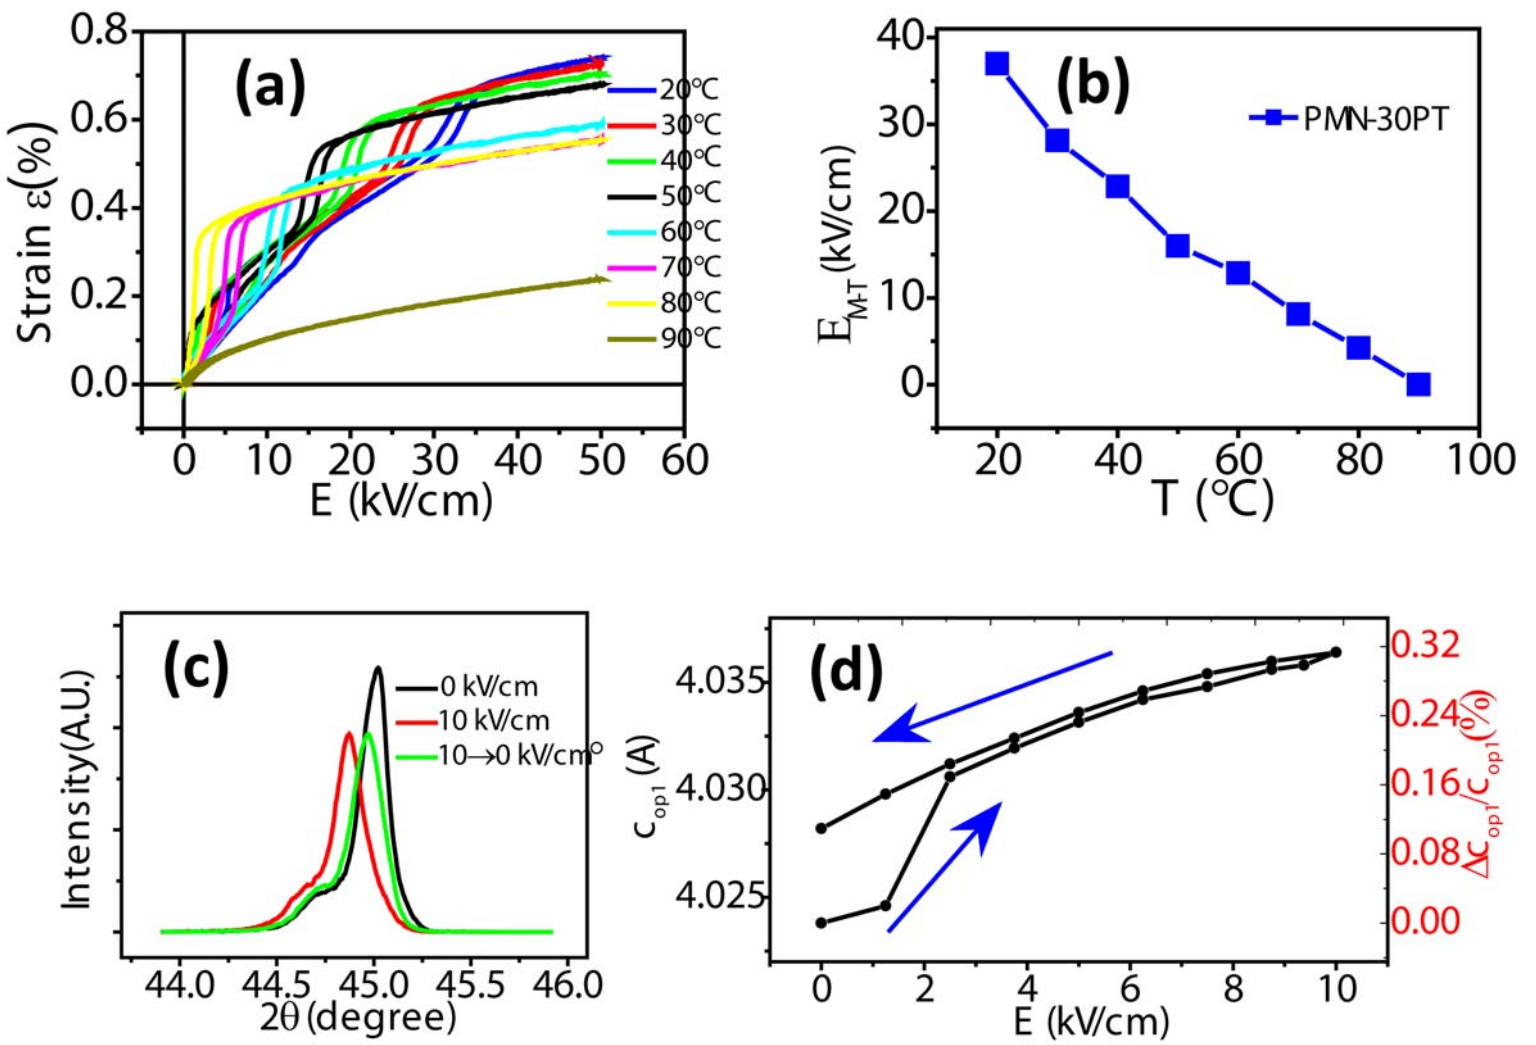 (a)
0.8
0.6
0.4
0.2
0.0
Strain ε(%)
20℃
30℃
40℃
50℃
60℃
70℃
80℃
90℃
0 10 20 30 40 50 60
E (kV/cm)
(b)
40
30
20
10
0
E_M-T (kV/cm)
PMN-30PT
20 40 60 80 100
T (℃)
(c)
Intensity(A.U.)
0 kV/cm
10 kV/cm
10→0 kV/cm
44.0 44.5 45.0 45.5 46.0
2θ (degree)
(d)
4.035
4.030
4.025
c_op1 (Å)
0.32
0.24
0.16
0.08
0.00
Δc_op1/c_op1(%)
0 2 4 6 8 10
E (kV/cm)